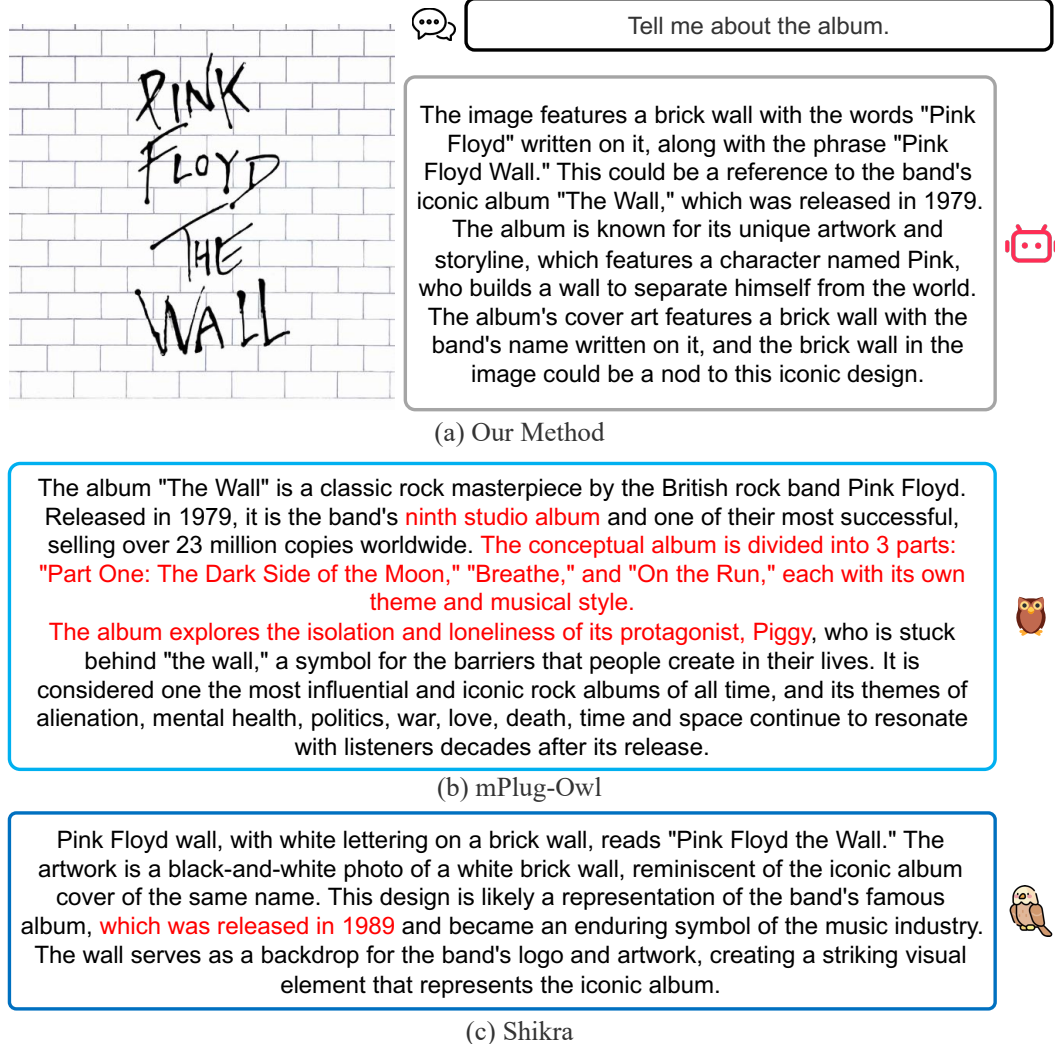 PINK
FLOYD
THE
WALL
Tell me about the album.
The image features a brick wall with the words "Pink
Floyd" written on it, along with the phrase "Pink
Floyd Wall." This could be a reference to the band's
iconic album "The Wall," which was released in 1979.
The album is known for its unique artwork and
storyline, which features a character named Pink,
who builds a wall to separate himself from the world.
The album's cover art features a brick wall with the
band's name written on it, and the brick wall in the
image could be a nod to this iconic design.
(a) Our Method
The album "The Wall" is a classic rock masterpiece by the British rock band Pink Floyd.
Released in 1979, it is the band's ninth studio album and one of their most successful,
selling over 23 million copies worldwide. The conceptual album is divided into 3 parts:
"Part One: The Dark Side of the Moon," "Breathe," and "On the Run," each with its own
theme and musical style.
The album explores the isolation and loneliness of its protagonist, Piggy, who is stuck
behind "the wall," a symbol for the barriers that people create in their lives. It is
considered one the most influential and iconic rock albums of all time, and its themes of
alienation, mental health, politics, war, love, death, time and space continue to resonate
with listeners decades after its release.
(b) mPlug-Owl
Pink Floyd wall, with white lettering on a brick wall, reads "Pink Floyd the Wall." The
artwork is a black-and-white photo of a white brick wall, reminiscent of the iconic album
cover of the same name. This design is likely a representation of the band's famous
album, which was released in 1989 and became an enduring symbol of the music industry.
The wall serves as a backdrop for the band's logo and artwork, creating a striking visual
element that represents the iconic album.
(c) Shikra